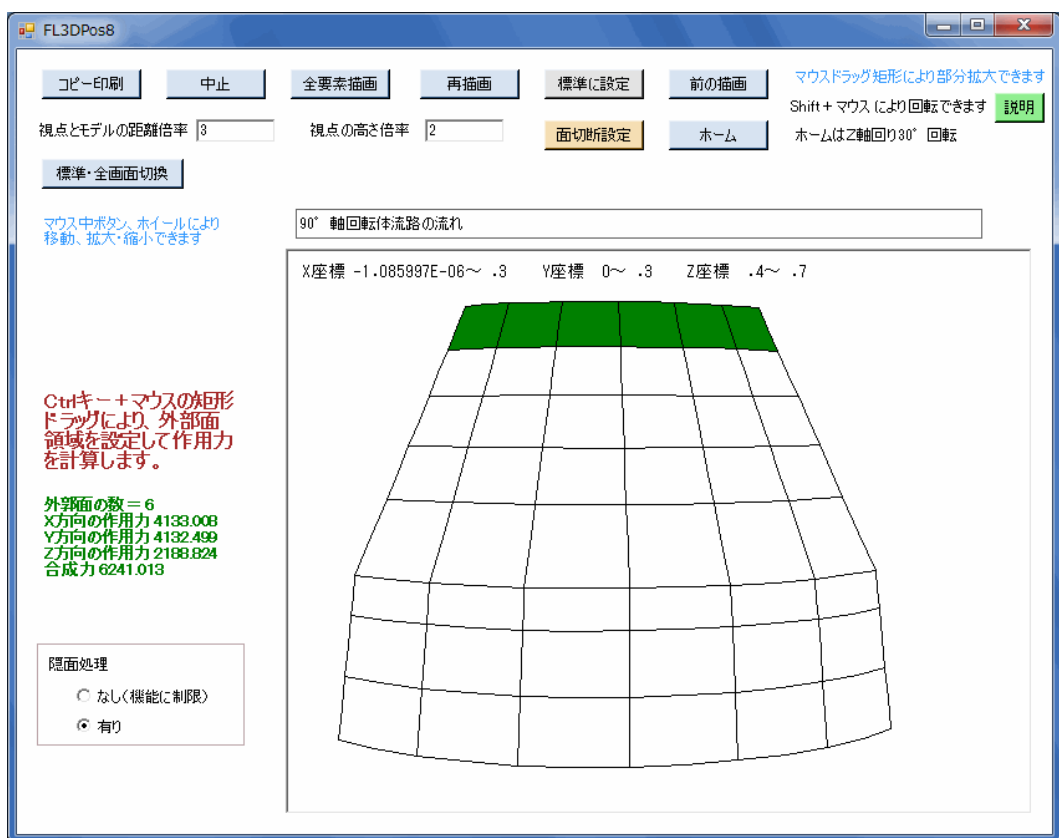 FL3DPos8
コピー印刷 中止 全要素描画 再描画 標準に設定 前の描画 マウスドラッグ矩形により部分拡大できます
Shift+マウス により回転できます 説明
視点とモデルの距離倍率 3 視点の高さ倍率 2 面切断設定 ホーム ホームはZ軸回り30° 回転
標準・全画面切換
マウス中ボタン、ホイールにより
移動、拡大・縮小できます
90° 軸回転体流路の流れ
X座標 -1.085997E-06~ .3 Y座標 0~ .3 Z座標 .4~ .7
Ctrlキー+マウスの矩形
ドラッグにより、外部面
領域を設定して作用力
を計算します。
外部面の数=6
X方向の作用力 4133.008
Y方向の作用力 4132.499
Z方向の作用力 2188.824
合成力 6241.013
隠面処理
なし(機能に制限)
有り